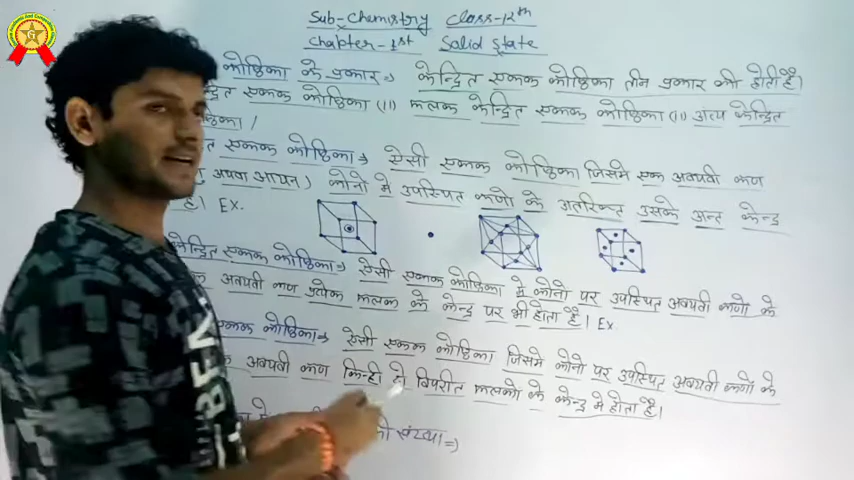 Sub-Chemistry Class-12th
Chapter-1st Solid State
कोष्ठिका के प्रकार ⇒ केन्द्रित एकक कोष्ठिका तीन प्रकार की होती है।
एकक कोष्ठिका (II) फलक केन्द्रित एकक कोष्ठिका (II) अन्त्य केन्द्रित
एकक कोष्ठिका ⇒ ऐसी एकक कोष्ठिका जिसमे एक अवयवी कण
अथवा आयन) कोनो मे उपस्थित कणो के अतिरिक्त उसके अन्त केन्द्र
है। EX.
केन्द्रित एकक कोष्ठिका ⇒ ऐसी एकक कोष्ठिका मे कोनो पर उपस्थित अवयवी कणो के
अवयवी कण प्रत्येक फलक के केन्द्र पर भी होता है। Ex
एकक कोष्ठिका ⇒ ऐसी एकक कोष्ठिका जिसमे कोनो पर उपस्थित अवयवी कणो के
अवयवी कण किन्ही दो विपरीत फलको के केन्द्र मे होता है।
की संख्या ⇒)